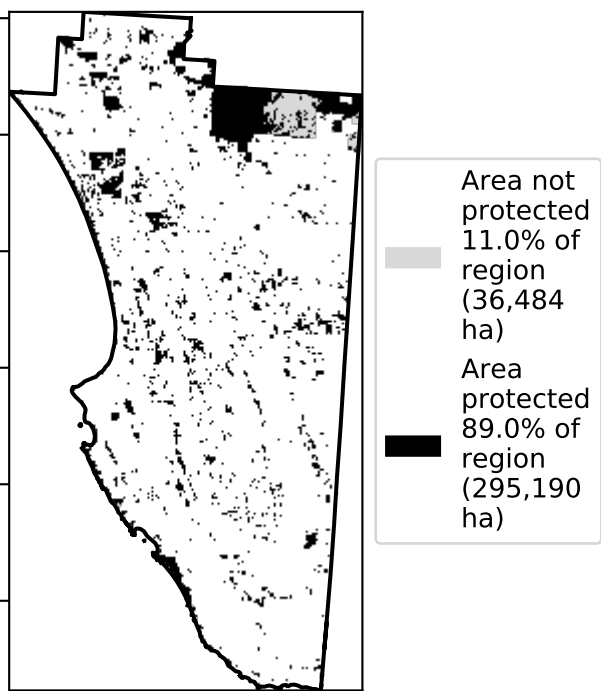 Area not
protected
11.0% of
region
(36,484
ha)
Area
protected
89.0% of
region
(295,190
ha)